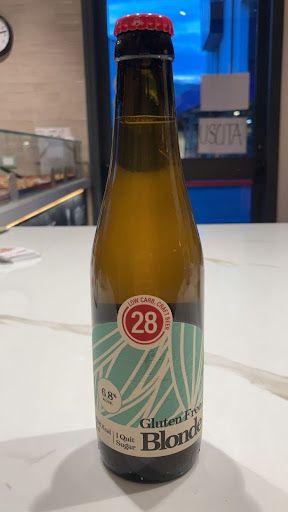 USCITA
LOW CARB. CRAFT BEER
28
6,8%
I Quit
Sugar
Gluten Free
Blonde